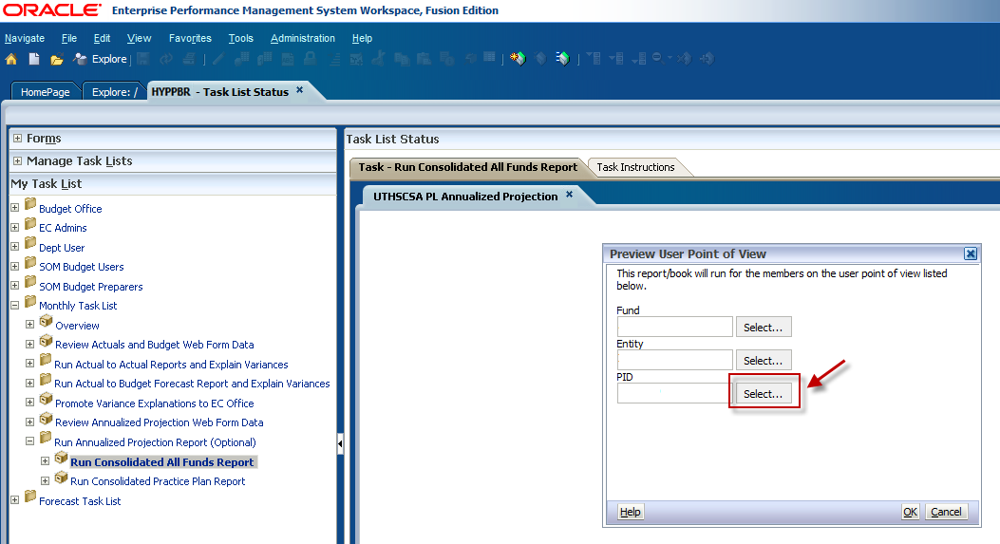 ORACLE Enterprise Performance Management System Workspace, Fusion Edition
Navigate File Edit View Favorites Tools Administration Help
Explore
HomePage Explore: / HYPPBR - Task List Status
Forms
Manage Task Lists
My Task List
Budget Office
EC Admins
Dept User
SOM Budget Users
SOM Budget Preparers
Monthly Task List
Overview
Review Actuals and Budget Web Form Data
Run Actual to Actual Reports and Explain Variances
Run Actual to Budget Forecast Report and Explain Variances
Promote Variance Explanations to EC Office
Review Annualized Projection Web Form Data
Run Annualized Projection Report (Optional)
Run Consolidated All Funds Report
Run Consolidated Practice Plan Report
Forecast Task List
Task List Status
Task - Run Consolidated All Funds Report Task Instructions
UTHSCSA PL Annualized Projection
Preview User Point of View
This report/book will run for the members on the user point of view listed
below.
Fund
Select...
Entity
Select...
PID
Select...
Help OK Cancel